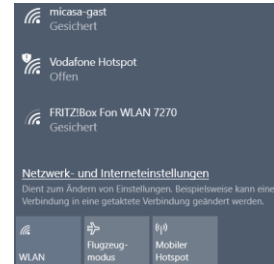 micasa-gast
Gesichert
Vodafone Hotspot
Offen
FRITZ!Box Fon WLAN 7270
Gesichert
Netzwerk- und Interneteinstellungen
Dient zum Ändern von Einstellungen. Beispielsweise kann eine
Verbindung in eine getaktete Verbindung geändert werden.
WLAN
Flugzeug-
modus
Mobiler
Hotspot